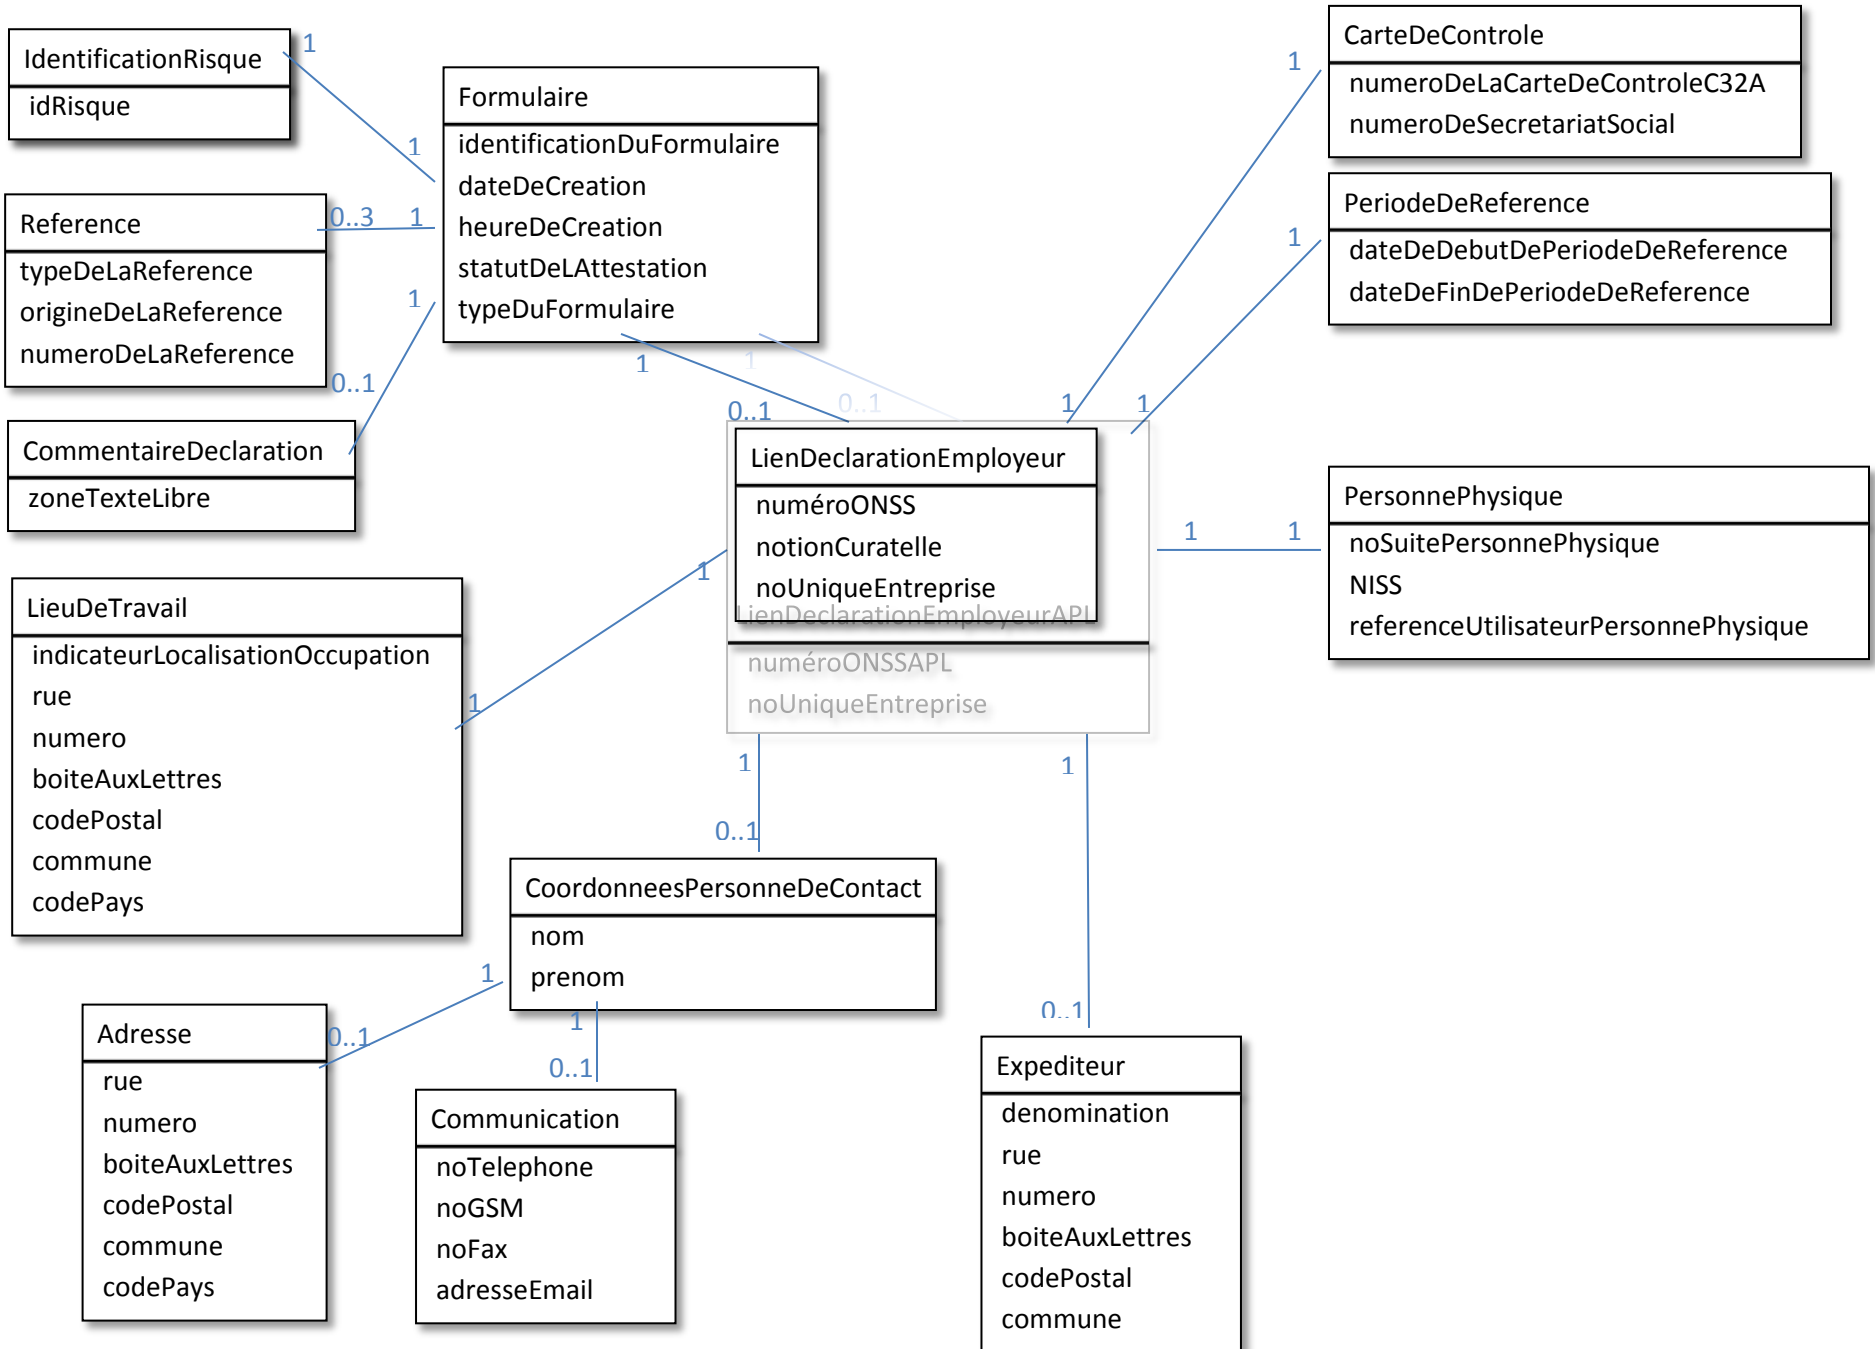 IdentificationRisque
idRisque
1
1
Formulaire
identificationDuFormulaire
dateDeCreation
heureDeCreation
statutDeLAttestation
typeDuFormulaire
CarteDeControle
numeroDeLaCarteDeControleC32A
numeroDeSecretariatSocial
1
1
PeriodeDeReference
dateDeDebutDePeriodeDeReference
dateDeFinDePeriodeDeReference
1
1
Reference
typeDeLaReference
origineDeLaReference
numeroDeLaReference
0..3
1
CommentaireDeclaration
zoneTexteLibre
0..1
1
1
0..1
1
0..1
LienDeclarationEmployeur
numéroONSS
notionCuratelle
noUniqueEntreprise
LienDeclarationEmployeurAPL
numéroONSSAPL
noUniqueEntreprise
PersonnePhysique
noSuitePersonnePhysique
NISS
referenceUtilisateurPersonnePhysique
1
1
LieuDeTravail
indicateurLocalisationOccupation
rue
numero
boiteAuxLettres
codePostal
commune
codePays
1
1
1
0..1
1
0..1
CoordonneesPersonneDeContact
nom
prenom
1
0..1
1
0..1
Adresse
rue
numero
boiteAuxLettres
codePostal
commune
codePays
Communication
noTelephone
noGSM
noFax
adresseEmail
Expediteur
denomination
rue
numero
boiteAuxLettres
codePostal
commune